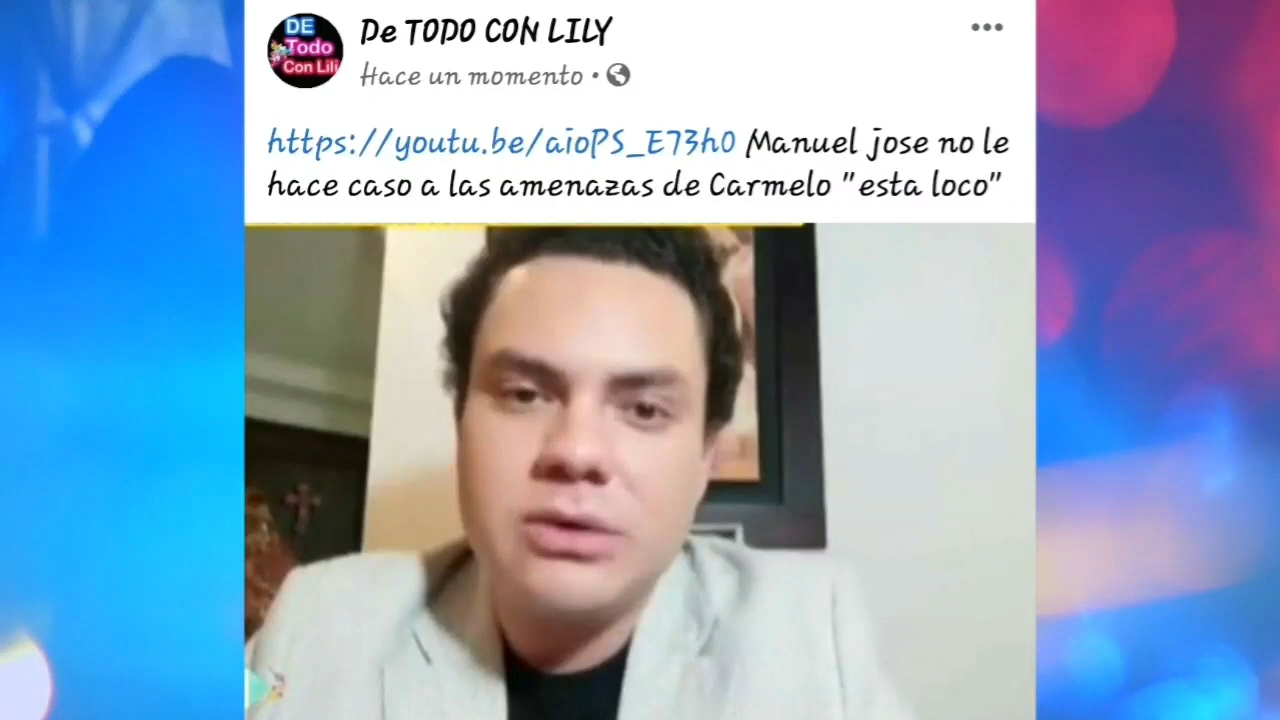 DE
Todo
Con Lili
De TODO CON LILY
Hace un momento •
https://youtu.be/aioPS_E73h0 Manuel jose no le
hace caso a las amenazas de Carmelo "esta loco"